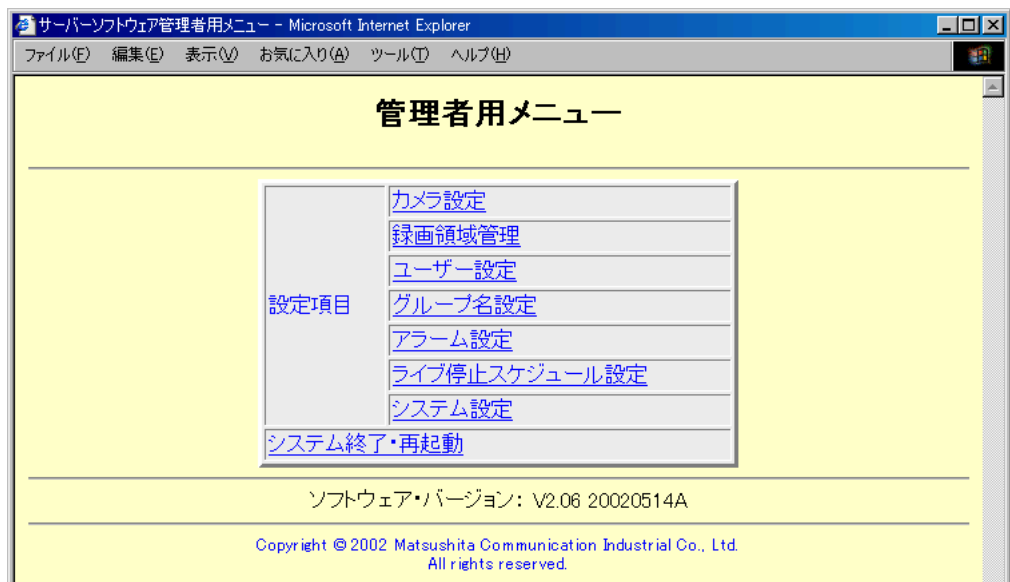 サーバーソフトウェア管理者用メニュー - Microsoft Internet Explorer
ファイル(F) 編集(E) 表示(V) お気に入り(A) ツール(T) ヘルプ(H)
管理者用メニュー
設定項目
カメラ設定
録画領域管理
ユーザー設定
グループ名設定
アラーム設定
ライブ停止スケジュール設定
システム設定
システム終了・再起動
ソフトウェア・バージョン: V2.06 20020514A
Copyright © 2002 Matsushita Communication Industrial Co., Ltd.
All rights reserved.